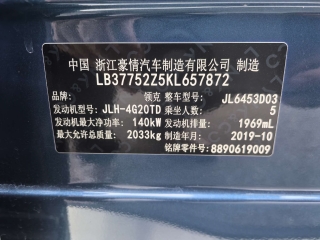 中国 浙江豪情汽车制造有限公司 制造
LB37752Z5KL657872
品牌: 领克 整车型号: JL6453D03
发动机型号: JLH-4G20TD 乘坐人数: 5
发动机最大净功率: 140kW 发动机排量: 1969mL
最大允许总质量: 2033kg 制造年月: 2019-10
铭牌零件号: 8890619009